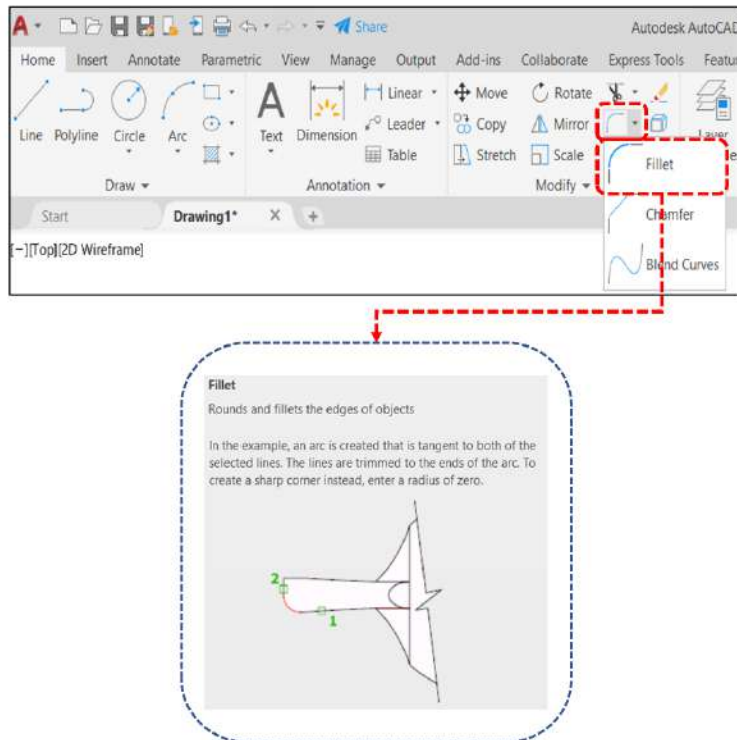 A Share Autodesk AutoCAD
Home Insert Annotate Parametric View Manage Output Add-ins Collaborate Express Tools Featur
Linear Move Rotate
Leader Copy Mirror
Line Polyline Circle Arc Text Dimension Layer
Table Stretch Scale
Draw Annotation Modify
Fillet
Chamfer
Blend Curves
Start Drawing1* X +
[−][Top][2D Wireframe]
Fillet
Rounds and fillets the edges of objects
In the example, an arc is created that is tangent to both of the
selected lines. The lines are trimmed to the ends of the arc. To
create a sharp corner instead, enter a radius of zero.
2
1